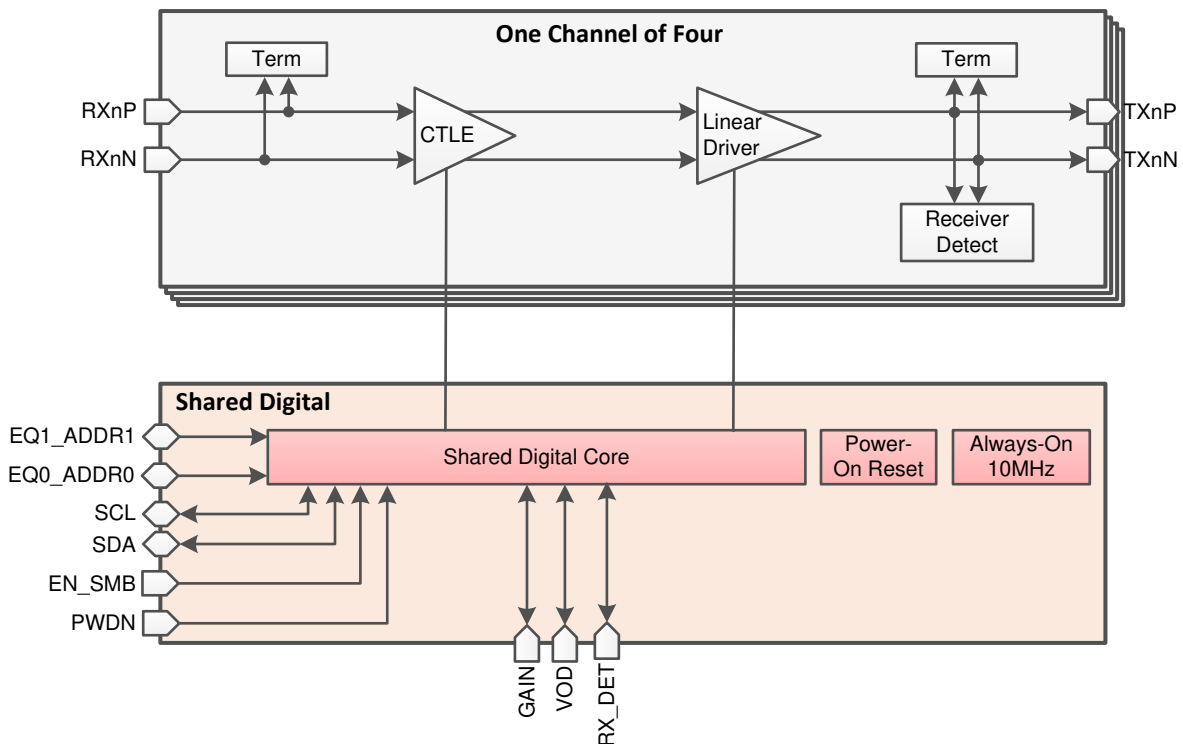 One Channel of Four
Term
Term
RXnP
CTLE
Linear
Driver
TXnP
RXnN
TXnN
Receiver
Detect
Shared Digital
EQ1_ADDR1
EQ0_ADDR0
SCL
SDA
EN_SMB
PWDN
Shared Digital Core
Power-
On Reset
Always-On
10MHz
GAIN
VOD
RX_DET